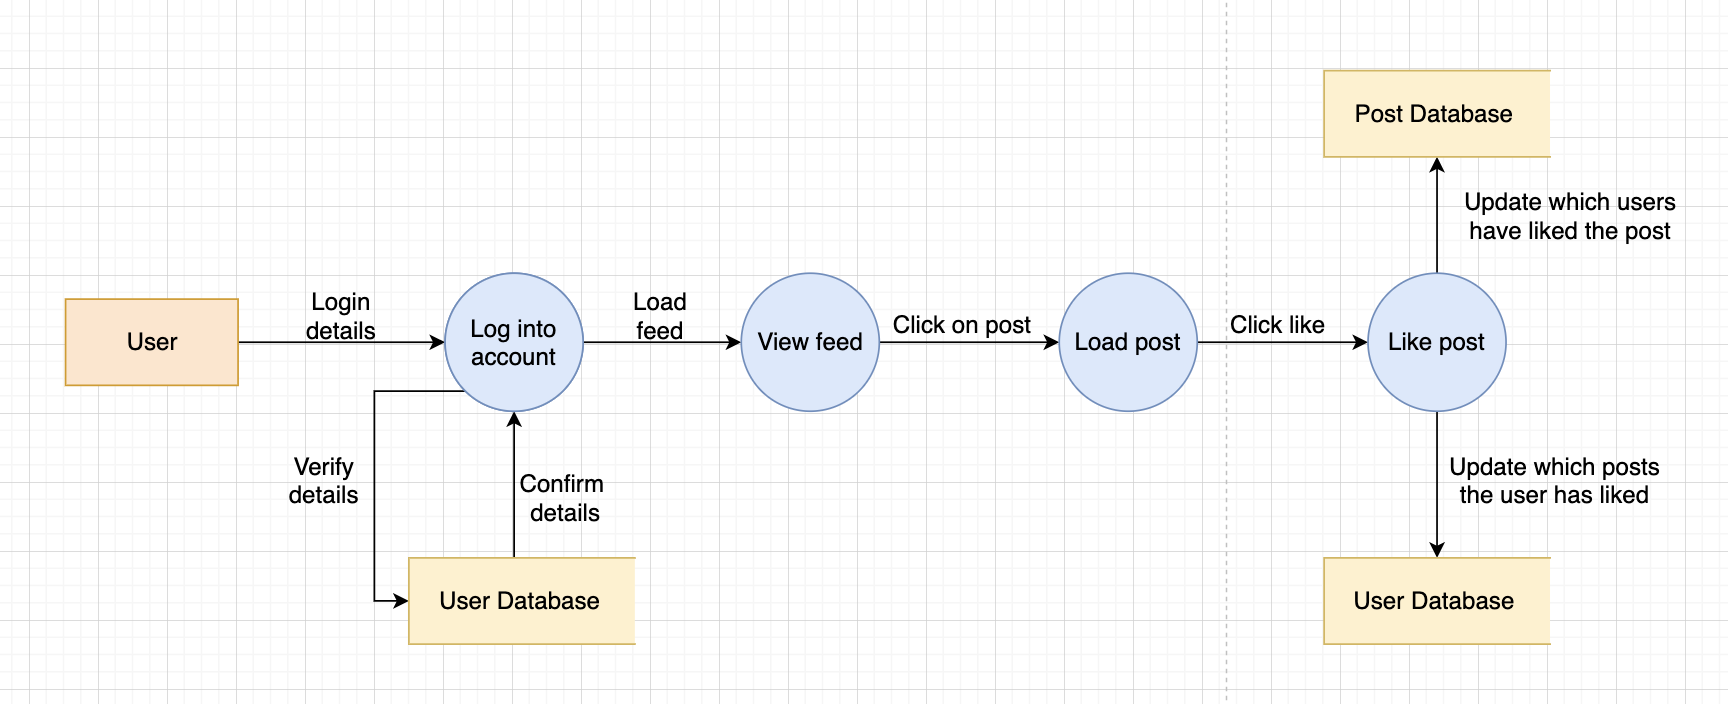 Post Database
Update which users
have liked the post
User
Login
details
Log into
account
Load
feed
View feed
Click on post
Load post
Click like
Like post
Verify
details
Confirm
details
Update which posts
the user has liked
User Database
User Database